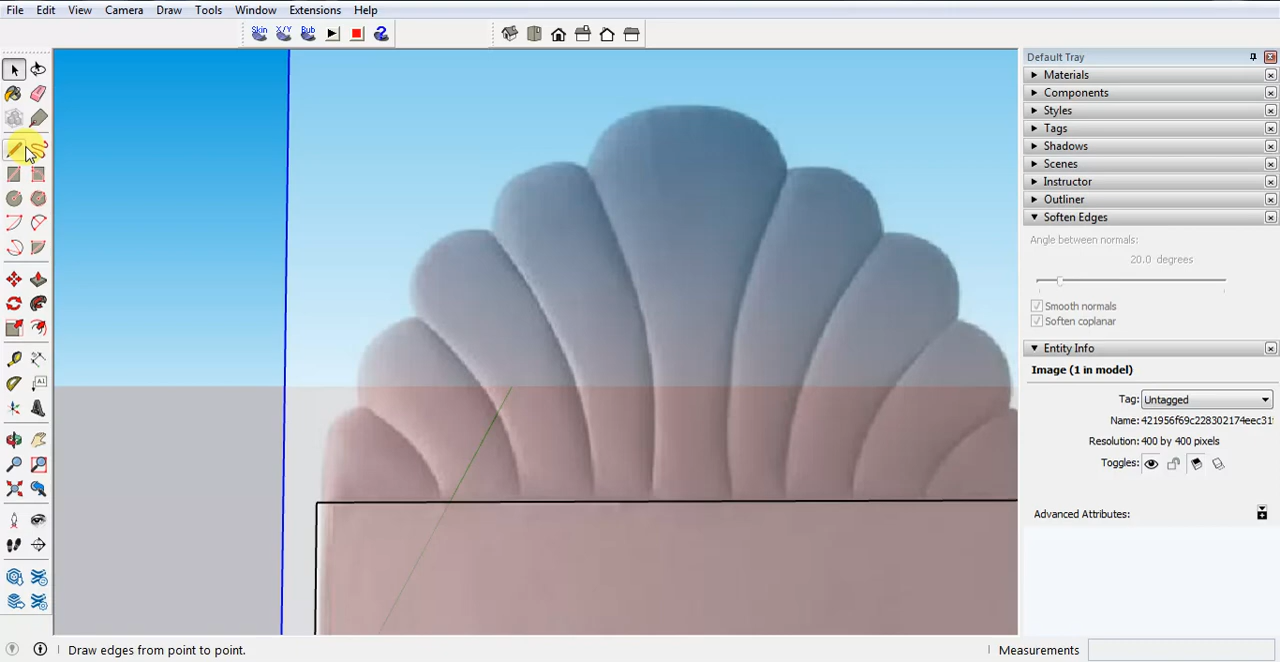 File Edit View Camera Draw Tools Window Extensions Help
Skin X/Y Bub
Default Tray
Materials
Components
Styles
Tags
Shadows
Scenes
Instructor
Outliner
Soften Edges
Angle between normals:
20.0 degrees
Smooth normals
Soften coplanar
Entity Info
Image (1 in model)
Tag: Untagged
Name: 421956f69c228302174eec31
Resolution: 400 by 400 pixels
Toggles:
Advanced Attributes:
Draw edges from point to point.
Measurements